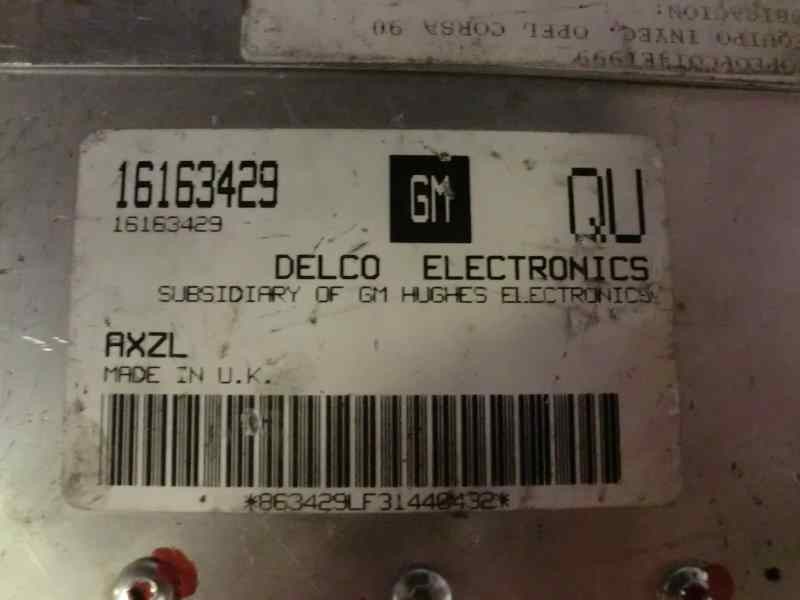 UBICACION:
EQUIPO INYEC. OPEL CORSA 90
16163429
GM
QU
16163429
DELCO ELECTRONICS
SUBSIDIARY OF GM HUGHES ELECTRONICS
AXZL
MADE IN U.K.
*863429LF31440432*